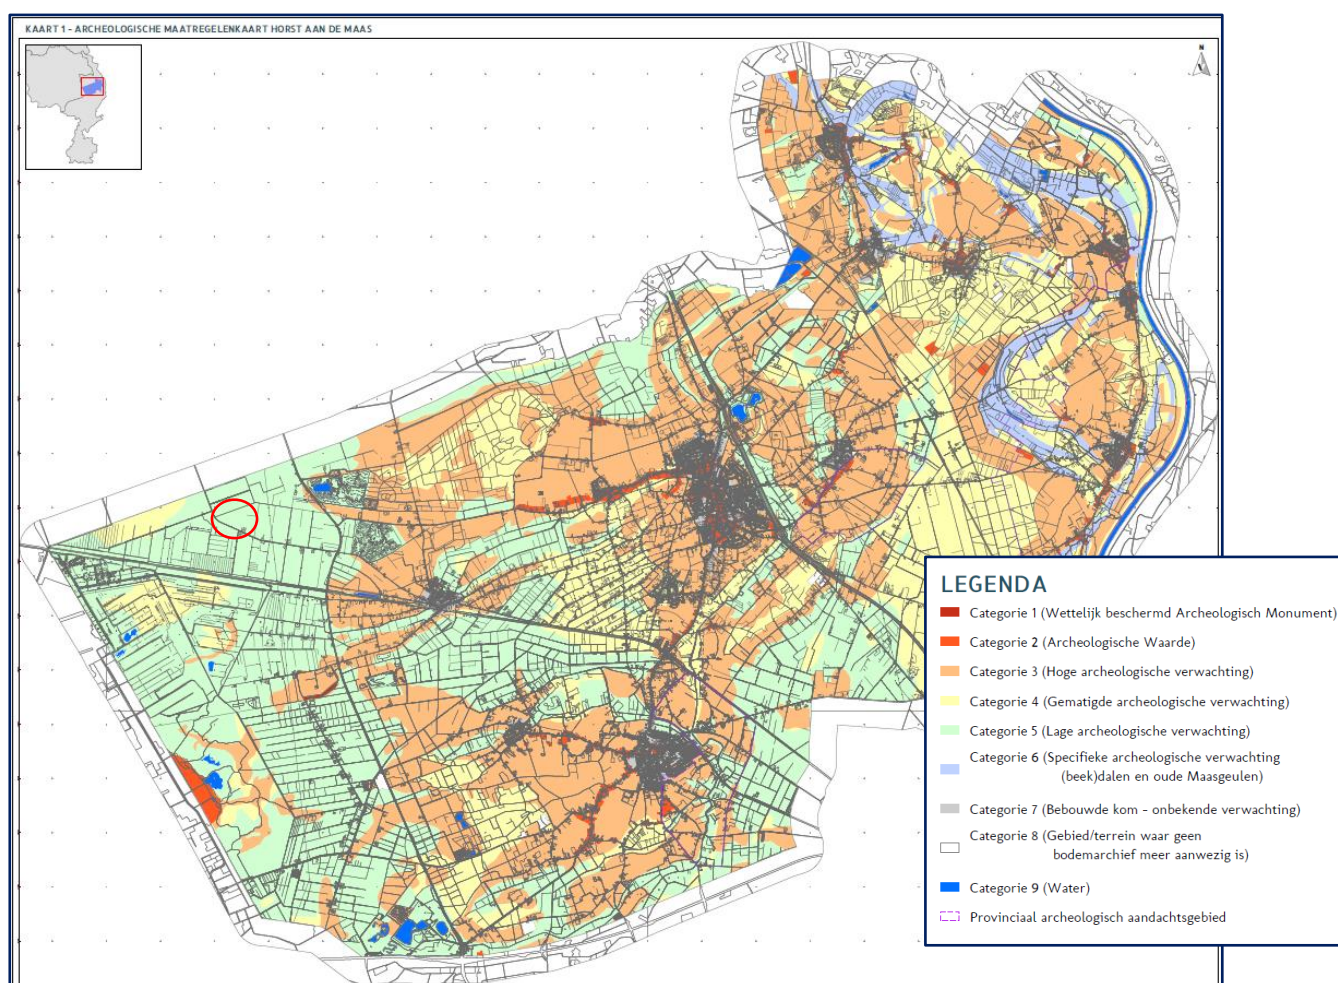 KAART 1 - ARCHEOLOGISCHE MAATREGELENKAART HORST AAN DE MAAS
N
LEGENDA
Categorie 1 (Wettelijk beschermd Archeologisch Monument)
Categorie 2 (Archeologische Waarde)
Categorie 3 (Hoge archeologische verwachting)
Categorie 4 (Gematigde archeologische verwachting)
Categorie 5 (Lage archeologische verwachting)
Categorie 6 (Specifieke archeologische verwachting
(beek)dalen en oude Maasgeulen)
Categorie 7 (Bebouwde kom - onbekende verwachting)
Categorie 8 (Gebied/terrein waar geen
bodemarchief meer aanwezig is)
Categorie 9 (Water)
Provinciaal archeologisch aandachtsgebied